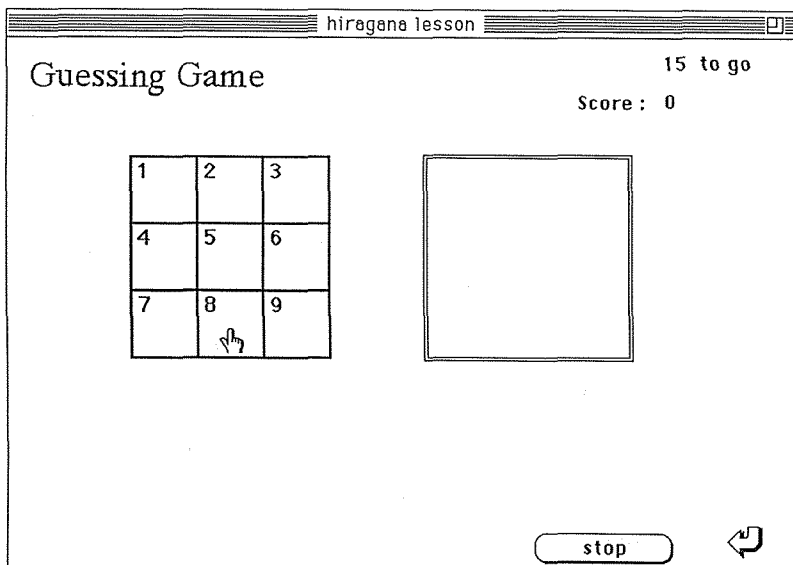 hiragana lesson
Guessing Game
15 to go
Score : 0
1 2 3
4 5 6
7 8 9
stop